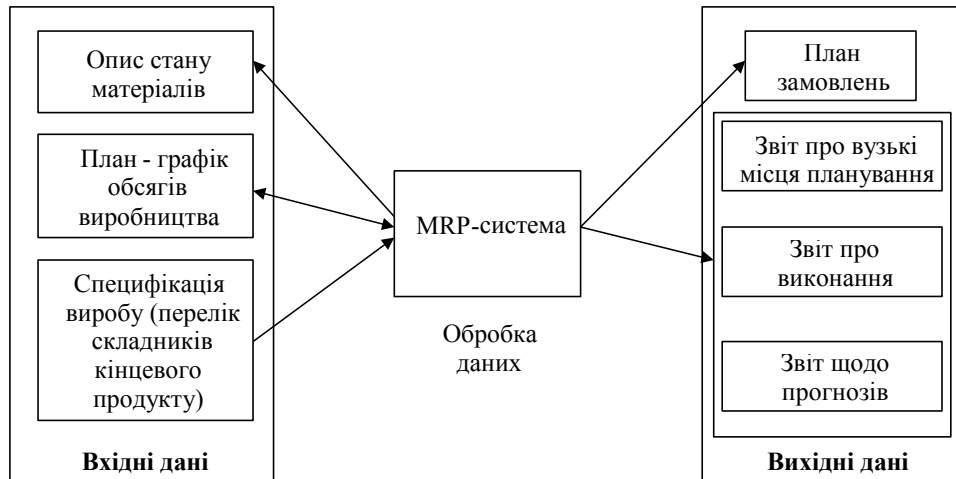 Опис стану
матеріалів
План - графік
обсягів
виробництва
Специфікація
виробу (перелік
складників
кінцевого
продукту)
Вхідні дані
MRP-система
Обробка
даних
План
замовлень
Звіт про вузькі
місця планування
Звіт про
виконання
Звіт щодо
прогнозів
Вихідні дані